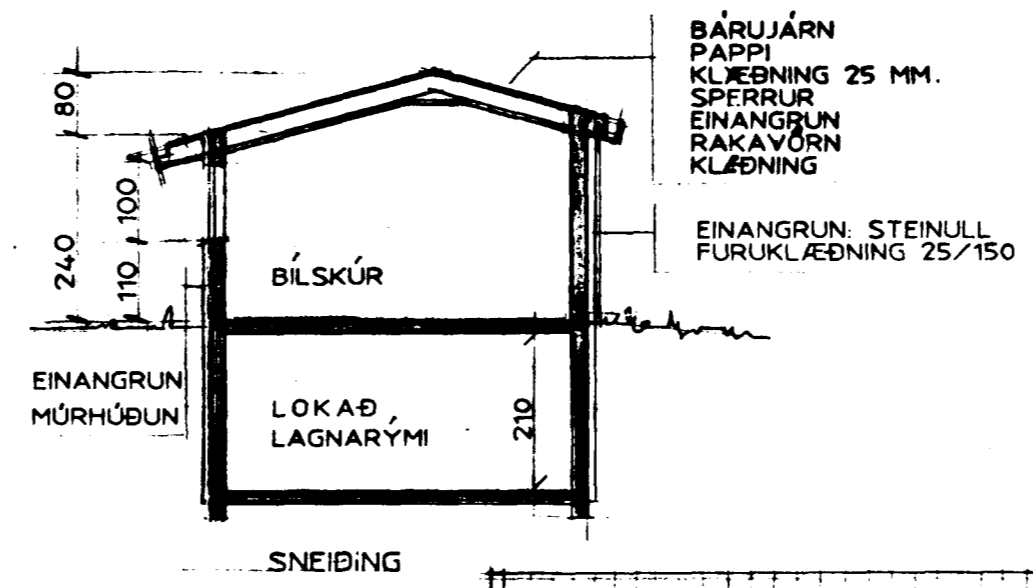 BÁRUJÁRN
PAPPI
KLÆÐNING 25 MM.
SPERRUR
EINANGRUN
RAKAVÖRN
KLÆÐNING
EINANGRUN: STEINULL
FURUKLÆÐNING 25/150
80
240
100
110
BÍLSKÚR
EINANGRUN
MÚRHÚÐUN
LOKAÐ
LAGNARÝMI
210
SNEIÐING